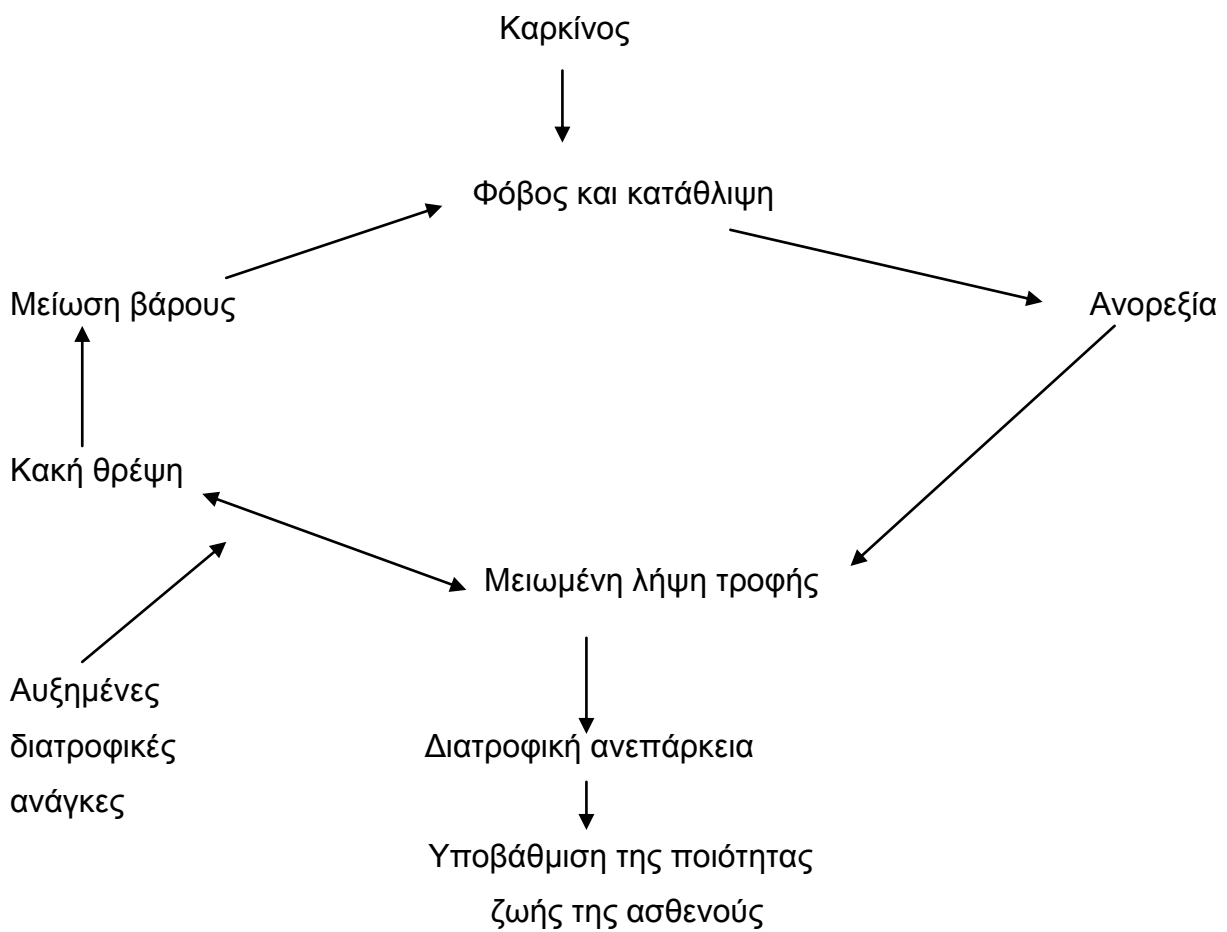 Καρκίνος
Φόβος και κατάθλιψη
Μείωση βάρους
Ανορεξία
Κακή θρέψη
Μειωμένη λήψη τροφής
Αυξημένες
διατροφικές
ανάγκες
Διατροφική ανεπάρκεια
Υποβάθμιση της ποιότητας
ζωής της ασθενούς